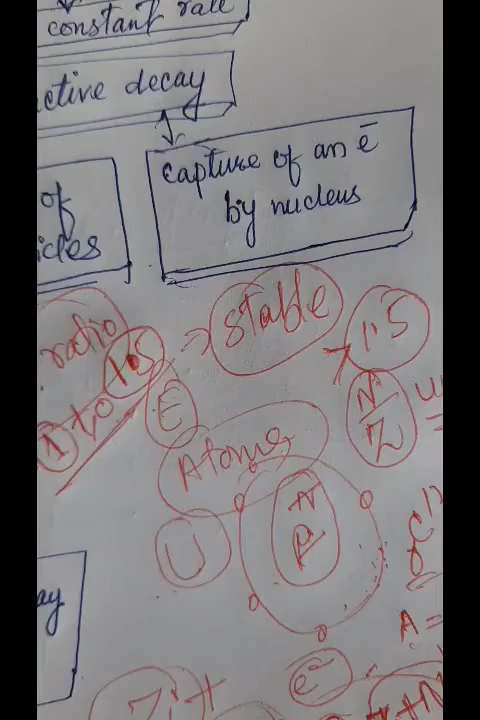 constant rate
ctive decay
of
icles
capture of an e̅
by nucleus
ratio
1 to 1.5
stable
> 1.5
N/Z
E
Atoms
U
N
P
A =
ay
e⁻